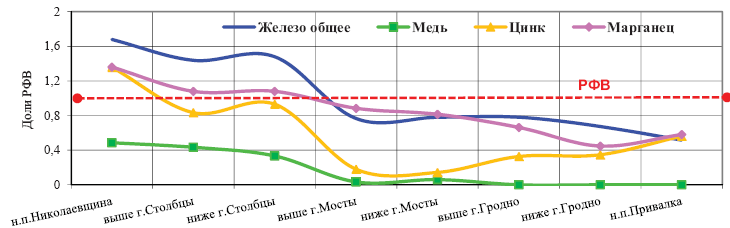 2
1,6
1,2
0,8
0,4
0
Доли РФВ
Железо общее Медь Цинк Марганец
РФВ
н.п.Николаевщина
выше г.Столбцы
ниже г.Столбцы
выше г.Мосты
ниже г.Мосты
выше г.Гродно
ниже г.Гродно
н.п.Привалка